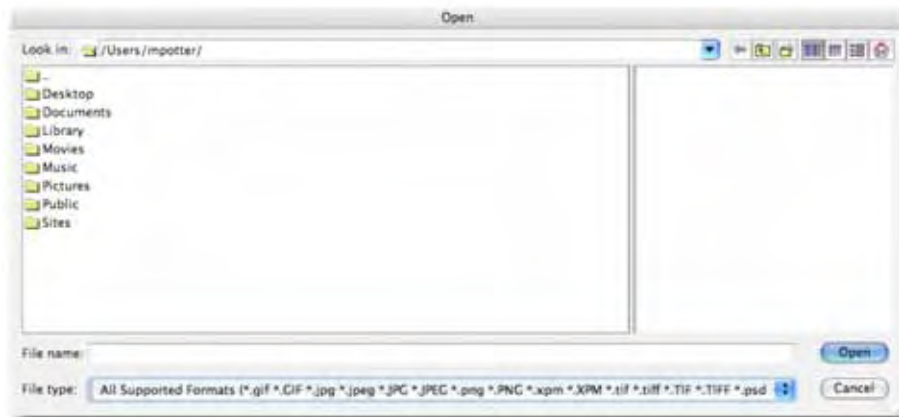 Open
Look in: /Users/mpotter/
..
Desktop
Documents
Library
Movies
Music
Pictures
Public
Sites
File name: Open
File type: All Supported Formats (*.gif *.GIF *.jpg *.jpeg *.JPG *.JPEG *.png *.PNG *.xpm *.XPM *.tif *.tiff *.TIF *.TIFF *.psd Cancel